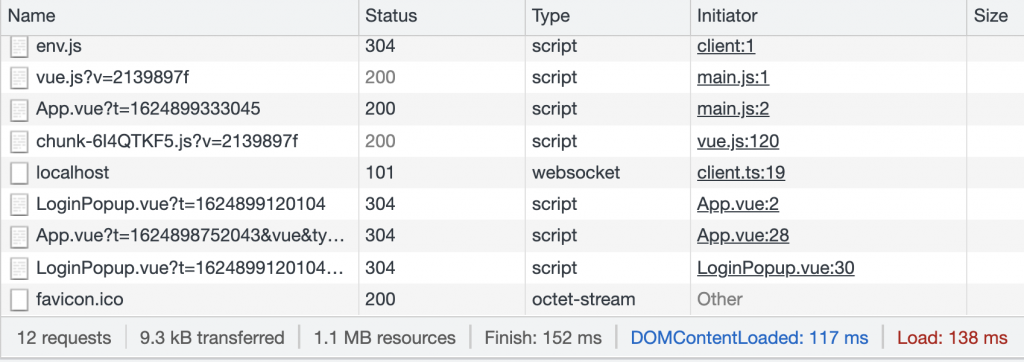 Name Status Type Initiator Size
env.js 304 script client:1
vue.js?v=2139897f 200 script main.js:1
App.vue?t=1624899333045 200 script main.js:2
chunk-6I4QTKF5.js?v=2139897f 200 script vue.js:120
localhost 101 websocket client.ts:19
LoginPopup.vue?t=1624899120104 304 script App.vue:2
App.vue?t=1624898752043&vue&ty… 304 script App.vue:28
LoginPopup.vue?t=1624899120104… 304 script LoginPopup.vue:30
favicon.ico 200 octet-stream Other
12 requests 9.3 kB transferred 1.1 MB resources Finish: 152 ms DOMContentLoaded: 117 ms Load: 138 ms